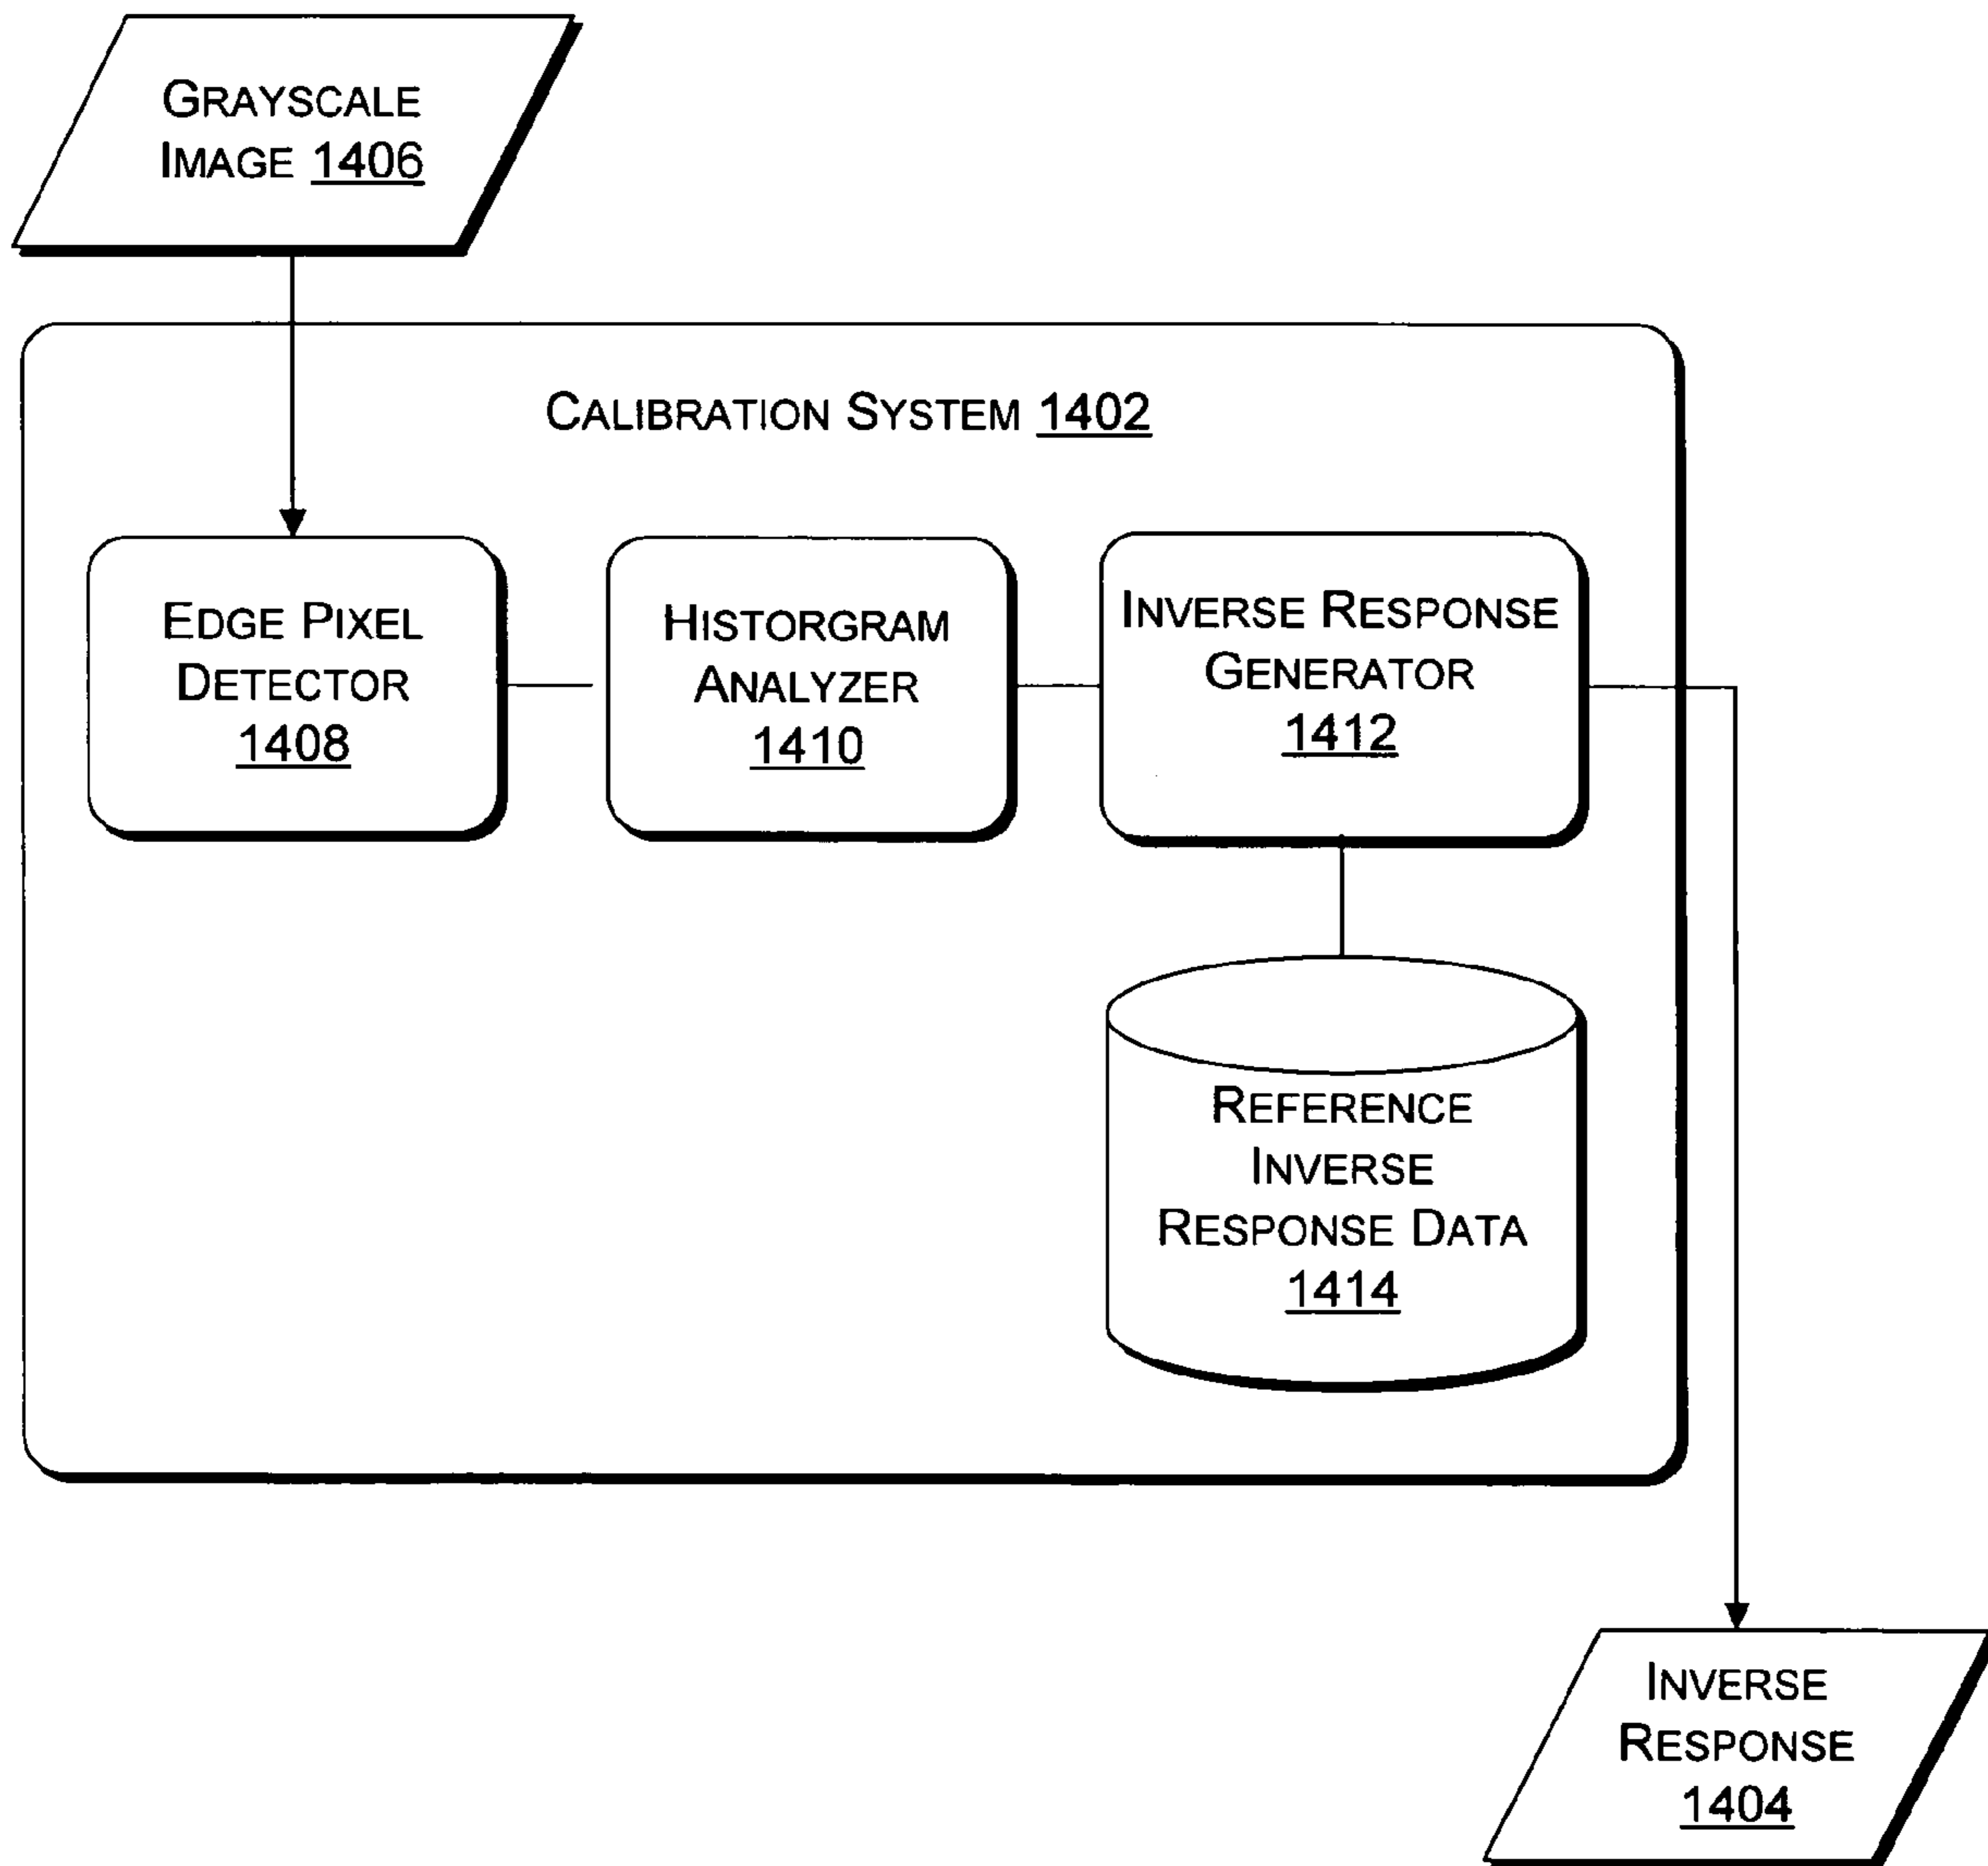 GRAYSCALE
IMAGE 1406
CALIBRATION SYSTEM 1402
EDGE PIXEL
DETECTOR
1408
HISTORGRAM
ANALYZER
1410
INVERSE RESPONSE
GENERATOR
1412
REFERENCE
INVERSE
RESPONSE DATA
1414
INVERSE
RESPONSE
1404